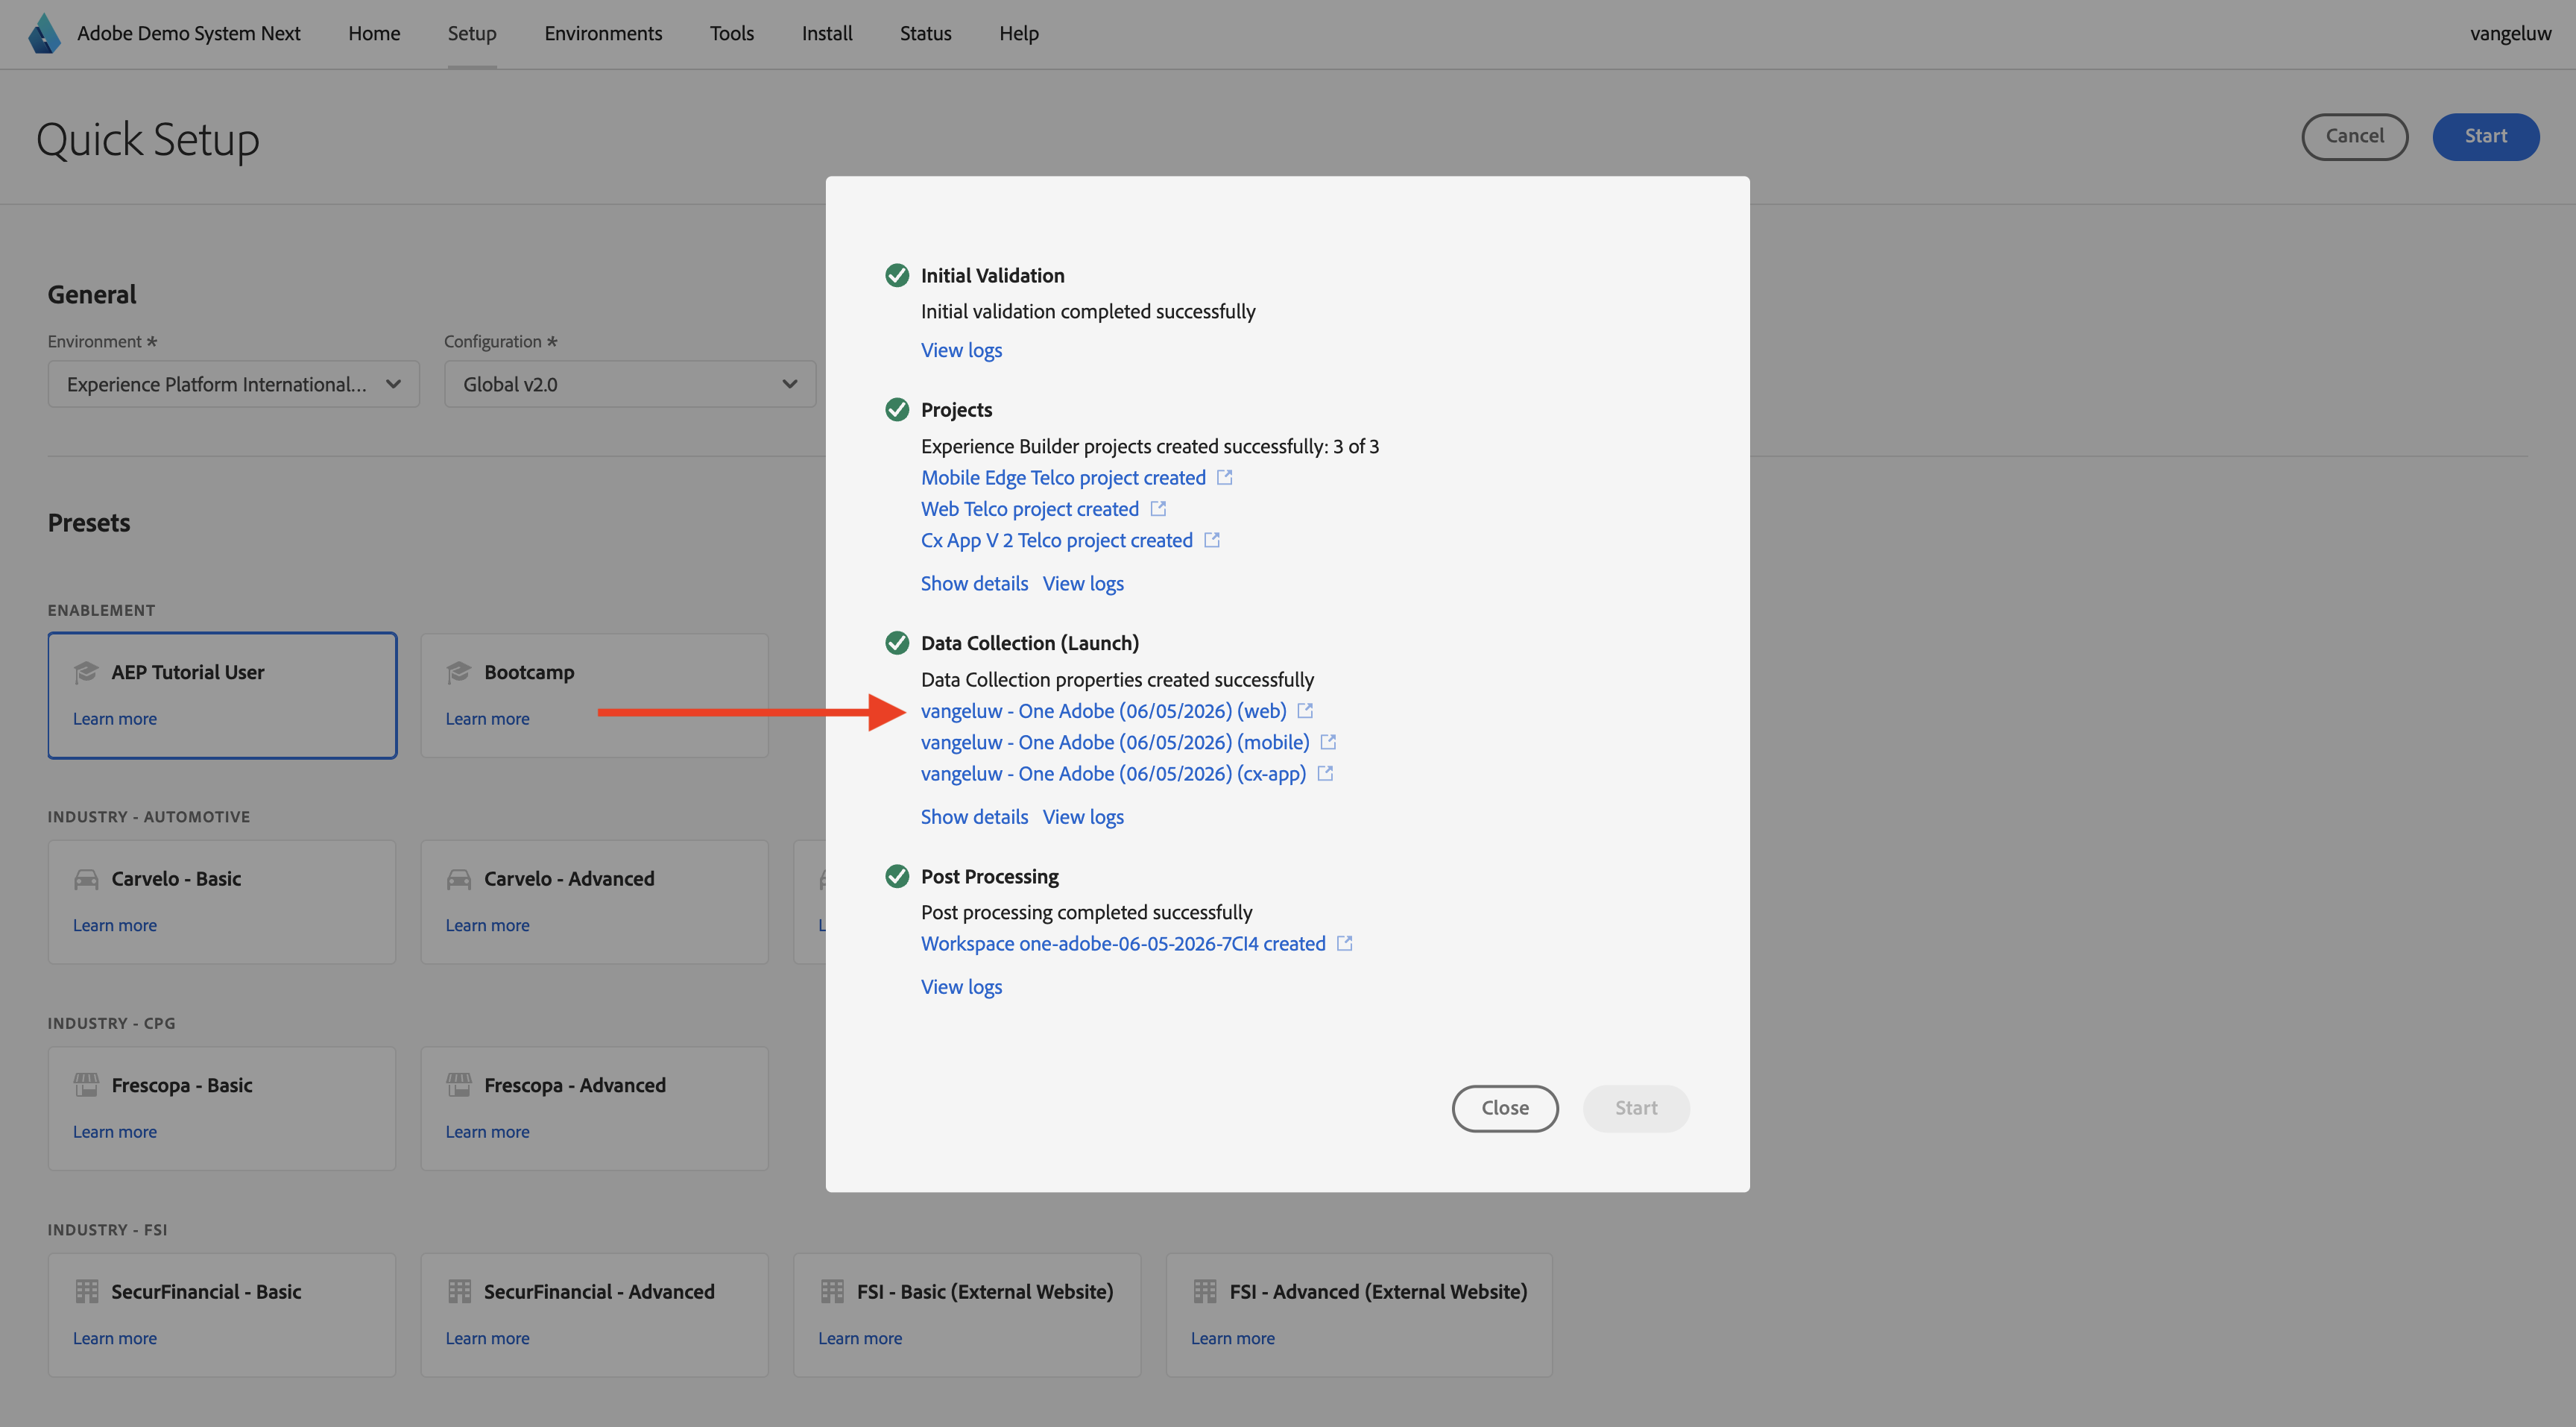 Adobe Demo System Next Home Setup Environments Tools Install Status Help vangeluw
Quick Setup Cancel Start
General
Environment * Configuration *
Experience Platform International... Global v2.0
Presets
ENABLEMENT
AEP Tutorial User Bootcamp
Learn more Learn more
INDUSTRY - AUTOMOTIVE
Carvelo - Basic Carvelo - Advanced
Learn more Learn more L
INDUSTRY - CPG
Frescopa - Basic Frescopa - Advanced
Learn more Learn more
INDUSTRY - FSI
SecurFinancial - Basic SecurFinancial - Advanced FSI - Basic (External Website) FSI - Advanced (External Website)
Learn more Learn more Learn more Learn more
Initial Validation
Initial validation completed successfully
View logs
Projects
Experience Builder projects created successfully: 3 of 3
Mobile Edge Telco project created
Web Telco project created
Cx App V 2 Telco project created
Show details View logs
Data Collection (Launch)
Data Collection properties created successfully
vangeluw - One Adobe (06/05/2026) (web)
vangeluw - One Adobe (06/05/2026) (mobile)
vangeluw - One Adobe (06/05/2026) (cx-app)
Show details View logs
Post Processing
Post processing completed successfully
Workspace one-adobe-06-05-2026-7CI4 created
View logs
Close Start